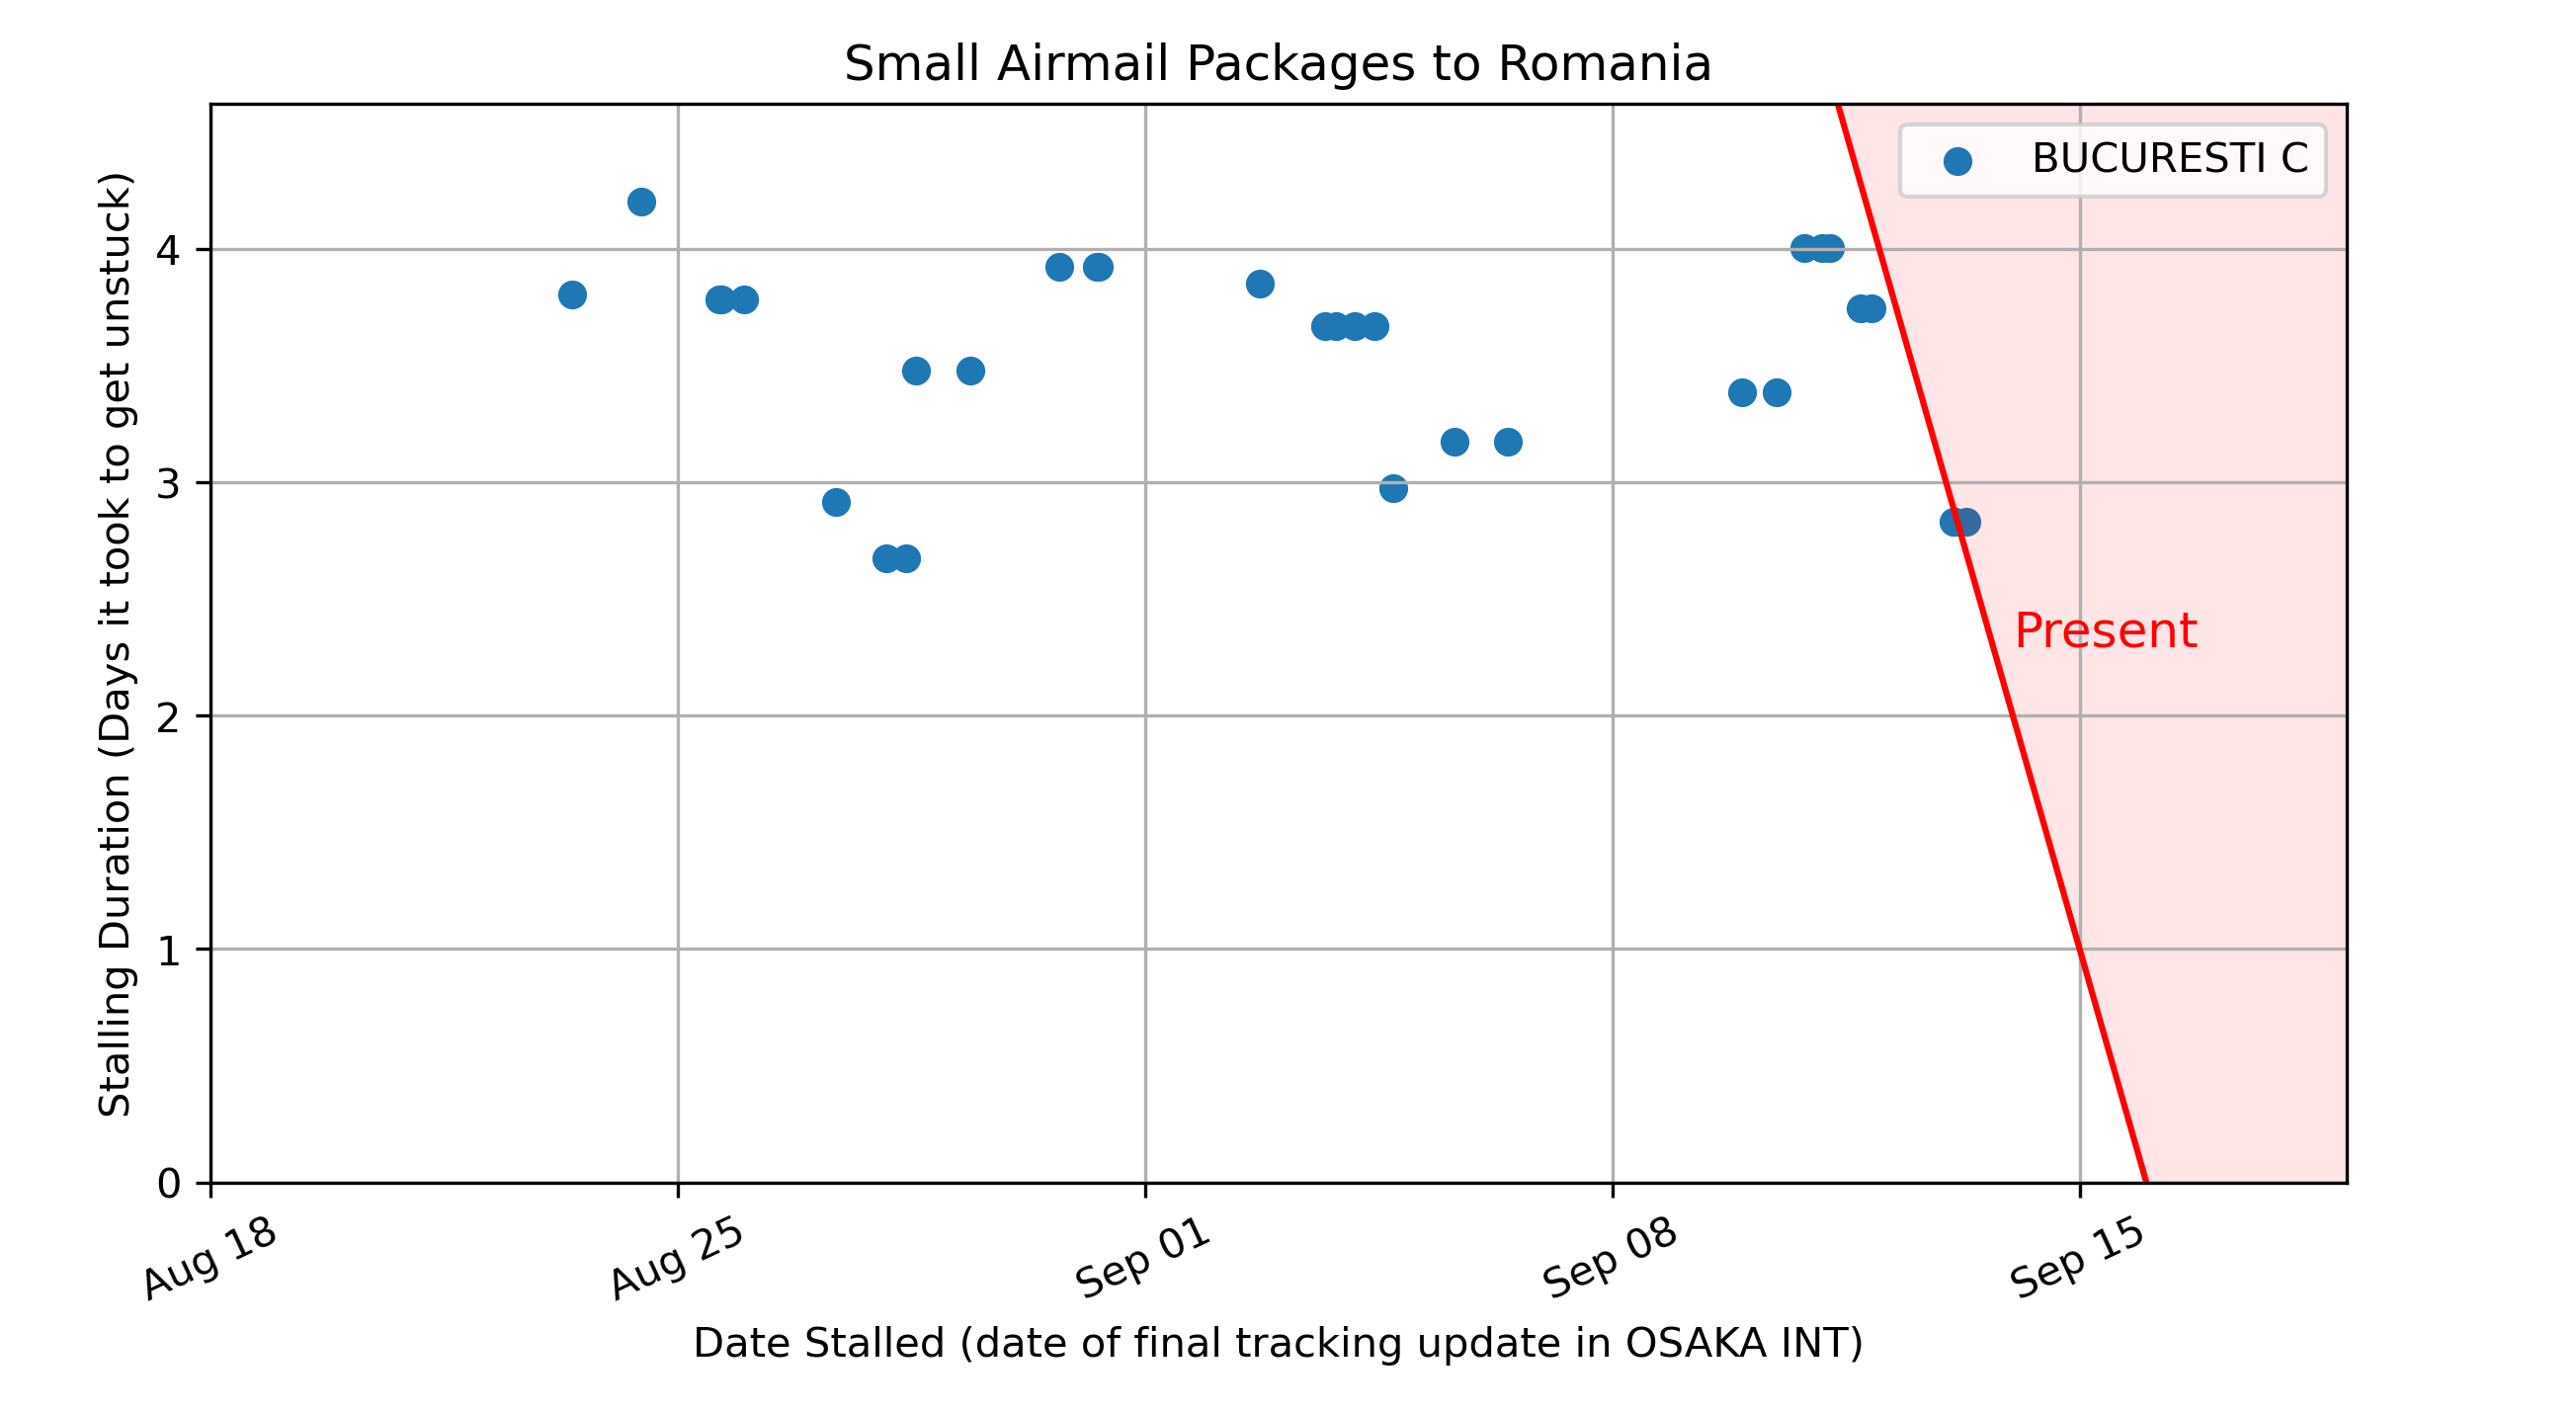 Small Airmail Packages to Romania
BUCURESTI C
Stalling Duration (Days it took to get unstuck)
4
3
2
1
0
Present
Aug 18
Aug 25
Sep 01
Sep 08
Sep 15
Date Stalled (date of final tracking update in OSAKA INT)